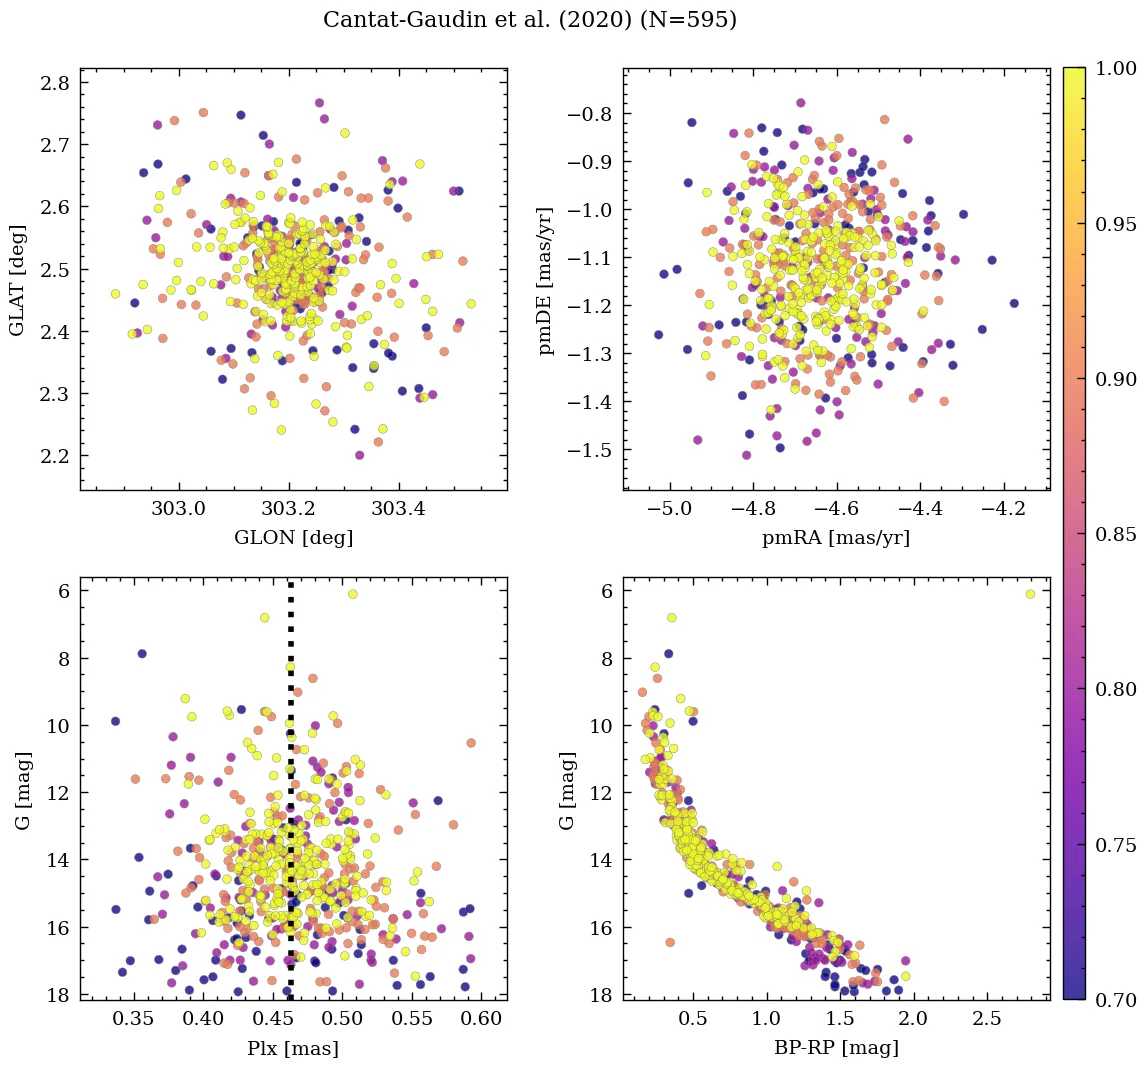 Cantat-Gaudin et al. (2020) (N=595)
2.8
2.7
2.6
2.5
2.4
2.3
2.2
GLAT [deg]
303.0 303.2 303.4
GLON [deg]
−0.8
−0.9
−1.0
−1.1
−1.2
−1.3
−1.4
−1.5
pmDE [mas/yr]
−5.0 −4.8 −4.6 −4.4 −4.2
pmRA [mas/yr]
6
8
10
12
14
16
18
G [mag]
0.35 0.40 0.45 0.50 0.55 0.60
Plx [mas]
6
8
10
12
14
16
18
G [mag]
0.5 1.0 1.5 2.0 2.5
BP-RP [mag]
1.00
0.95
0.90
0.85
0.80
0.75
0.70